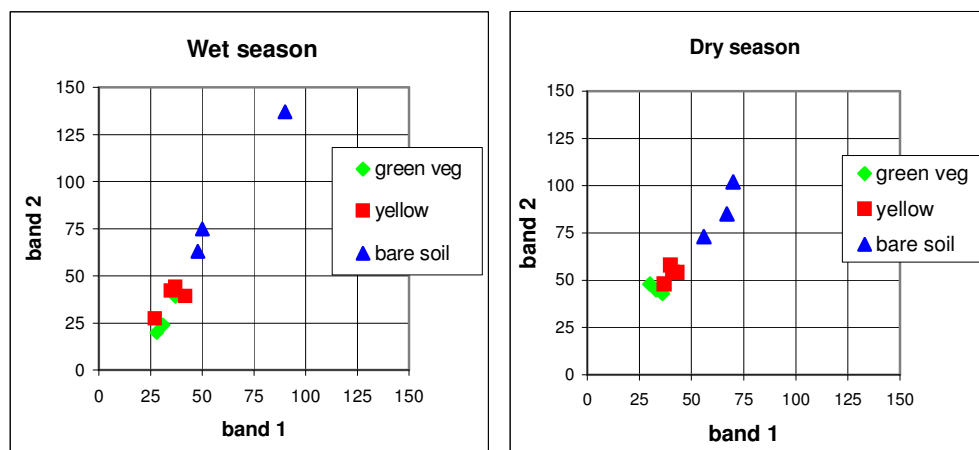 Wet season
150
125
100
75
50
25
0
0 25 50 75 100 125 150
band 2
band 1
green veg
yellow
bare soil
Dry season
150
125
100
75
50
25
0
0 25 50 75 100 125 150
band 2
band 1
green veg
yellow
bare soil